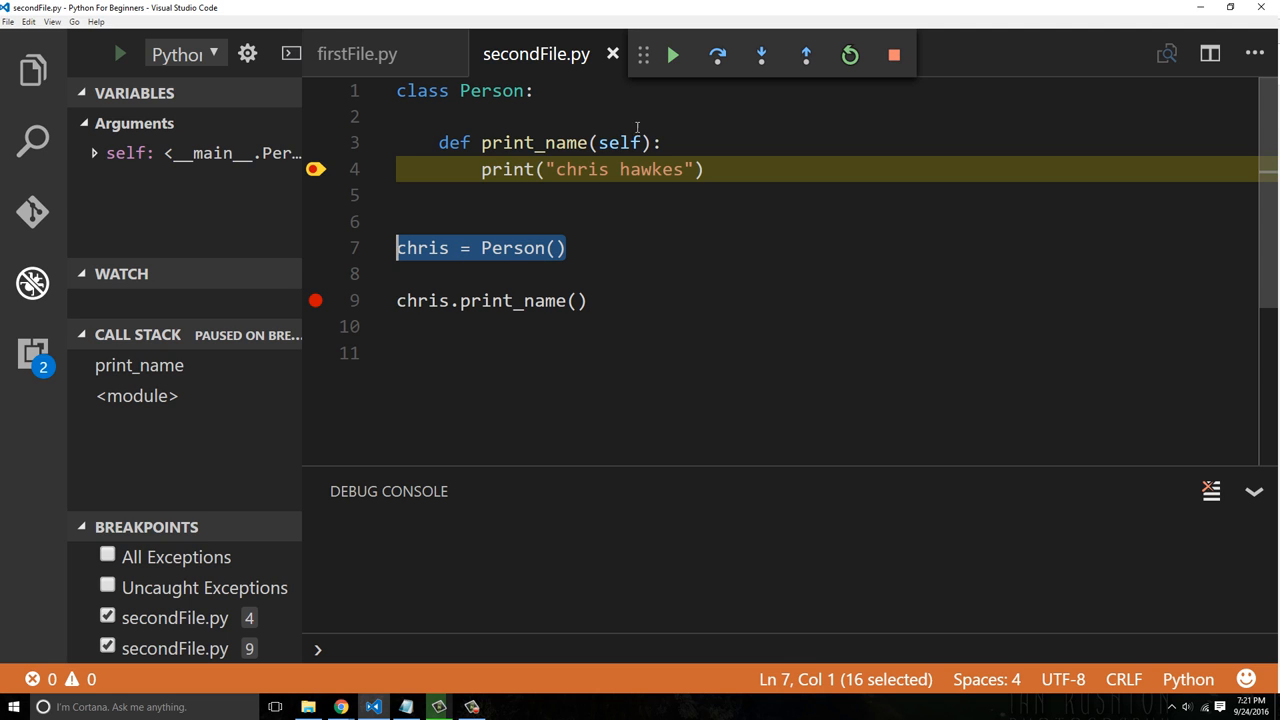 secondFile.py - Python For Beginners - Visual Studio Code
File Edit View Go Help
Pythor
firstFile.py
secondFile.py
VARIABLES
Arguments
self: <__main__.Per...
WATCH
CALL STACK PAUSED ON BRE...
print_name
<module>
BREAKPOINTS
All Exceptions
Uncaught Exceptions
secondFile.py 4
secondFile.py 9
2
1 class Person:
2
3 def print_name(self):
4 print("chris hawkes")
5
6
7 chris = Person()
8
9 chris.print_name()
10
11
DEBUG CONSOLE
0 0
Ln 7, Col 1 (16 selected)
Spaces: 4
UTF-8
CRLF
Python
I'm Cortana. Ask me anything.
7:21 PM
9/24/2016